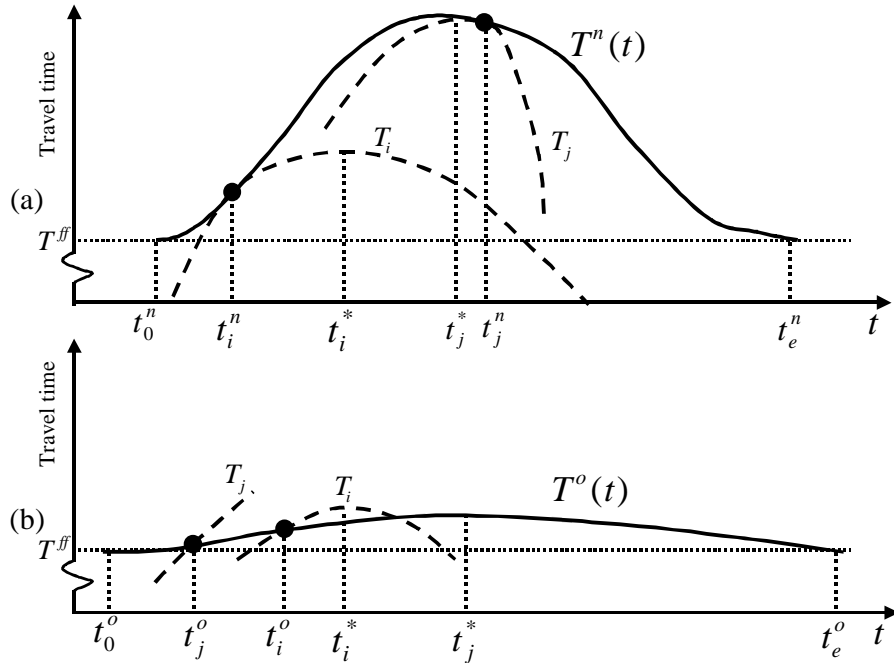 Travel time
T^n(t)
T_i
T_j
(a)
T^ff
t_0^n
t_i^n
t_i^*
t_j^*
t_j^n
t_e^n
t
Travel time
T_j
T_i
T^o(t)
(b)
T^ff
t_0^o
t_j^o
t_i^o
t_i^*
t_j^*
t_e^o
t